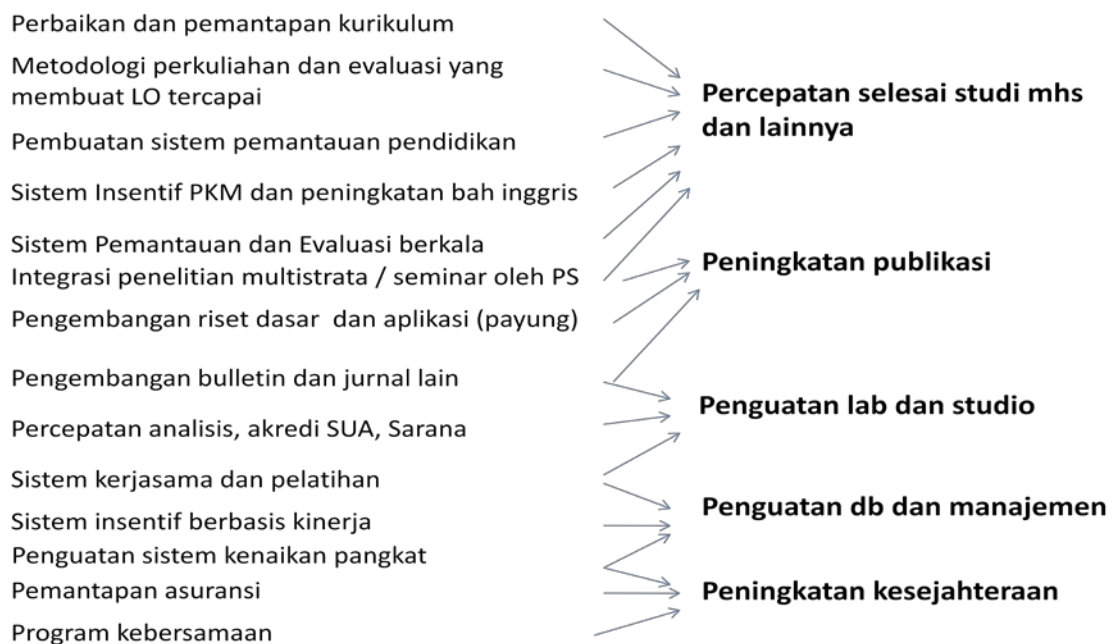 Perbaikan dan pemantapan kurikulum
Metodologi perkuliahan dan evaluasi yang
membuat LO tercapai
Pembuatan sistem pemantauan pendidikan
Sistem Insentif PKM dan peningkatan bah inggris
Sistem Pemantauan dan Evaluasi berkala
Integrasi penelitian multistrata / seminar oleh PS
Pengembangan riset dasar dan aplikasi (payung)
Pengembangan bulletin dan jurnal lain
Percepatan analisis, akredi SUA, Sarana
Sistem kerjasama dan pelatihan
Sistem insentif berbasis kinerja
Penguatan sistem kenaikan pangkat
Pemantapan asuransi
Program kebersamaan
Percepatan selesai studi mhs
dan lainnya
Peningkatan publikasi
Penguatan lab dan studio
Penguatan db dan manajemen
Peningkatan kesejahteraan